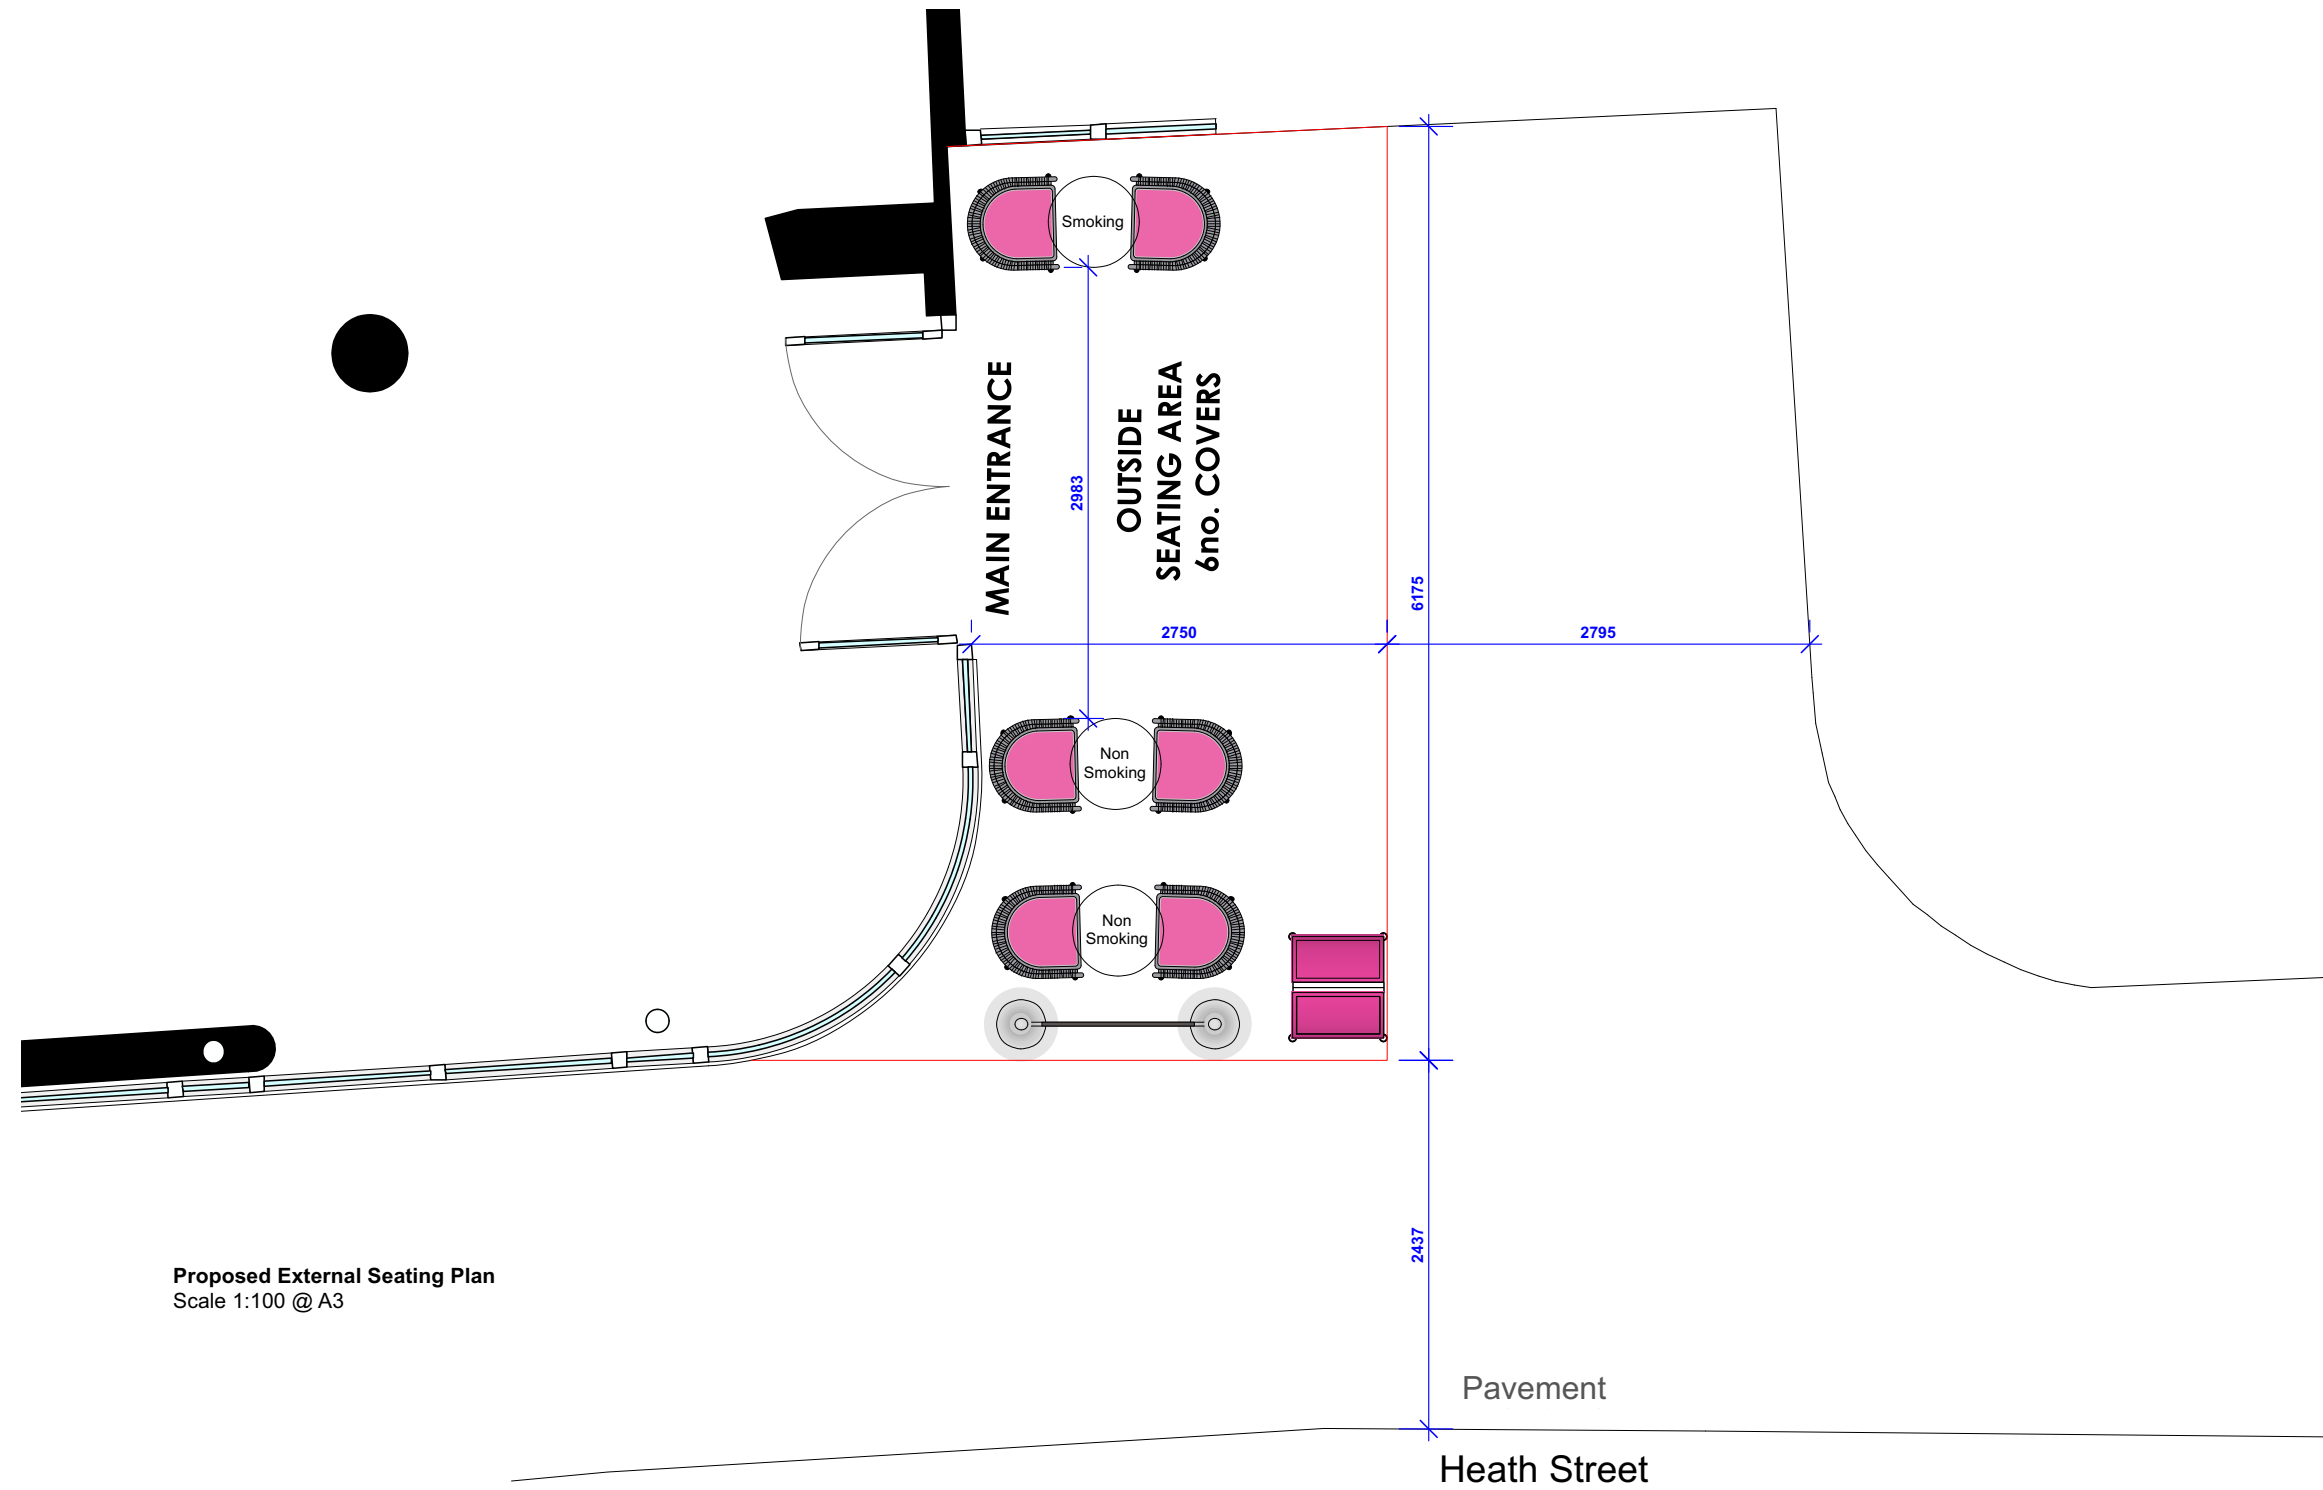 Smoking
MAIN ENTRANCE
OUTSIDE
SEATING AREA
6no. COVERS
2983
6175
2750
2795
Non
Smoking
Non
Smoking
2437
Proposed External Seating Plan
Scale 1:100 @ A3
Pavement
Heath Street